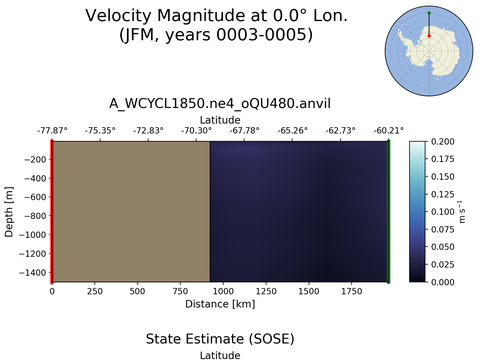 Velocity Magnitude at 0.0° Lon.
(JFM, years 0003-0005)
A_WCYCL1850.ne4_oQU480.anvil
Latitude
-77.87° -75.35° -72.83° -70.30° -67.78° -65.26° -62.73° -60.21°
Depth [m]
−200
−400
−600
−800
−1000
−1200
−1400
0 250 500 750 1000 1250 1500 1750
Distance [km]
0.200
0.175
0.150
0.125
0.100
0.075
0.050
0.025
0.000
m s⁻¹
State Estimate (SOSE)
Latitude